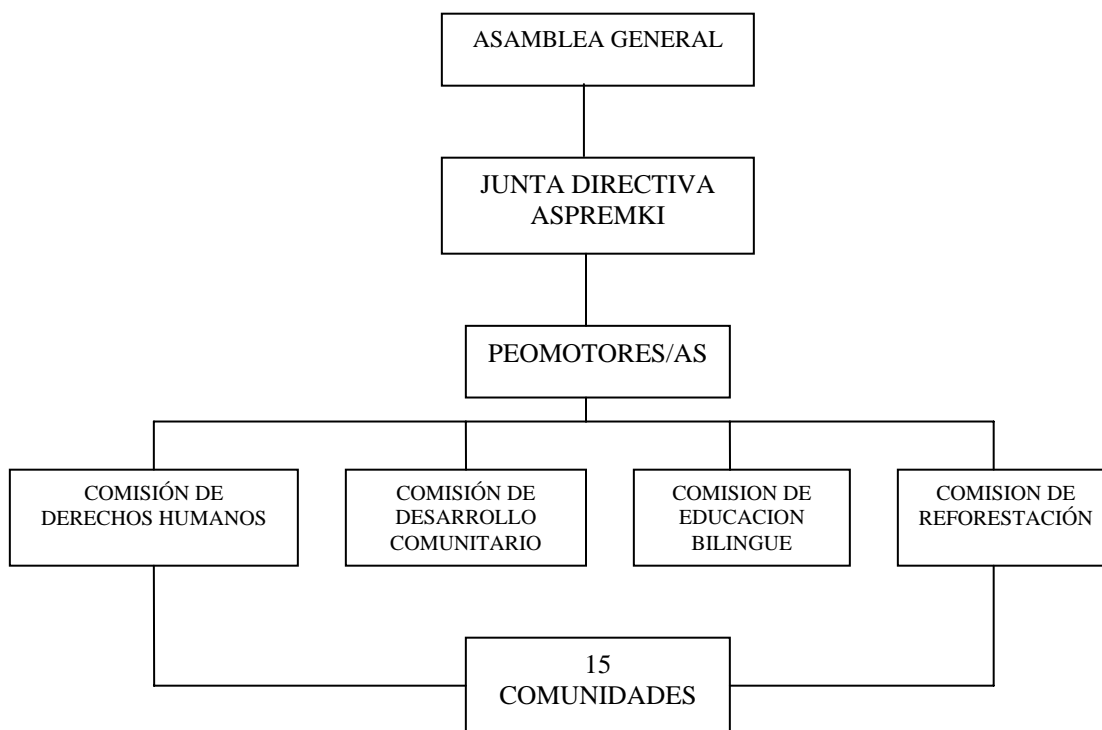 ASAMBLEA GENERAL
JUNTA DIRECTIVA
ASPREMKI
PEOMOTORES/AS
COMISIÓN DE
DERECHOS HUMANOS
COMISIÓN DE
DESARROLLO
COMUNITARIO
COMISION DE
EDUCACION
BILINGUE
COMISION DE
REFORESTACIÓN
15
COMUNIDADES